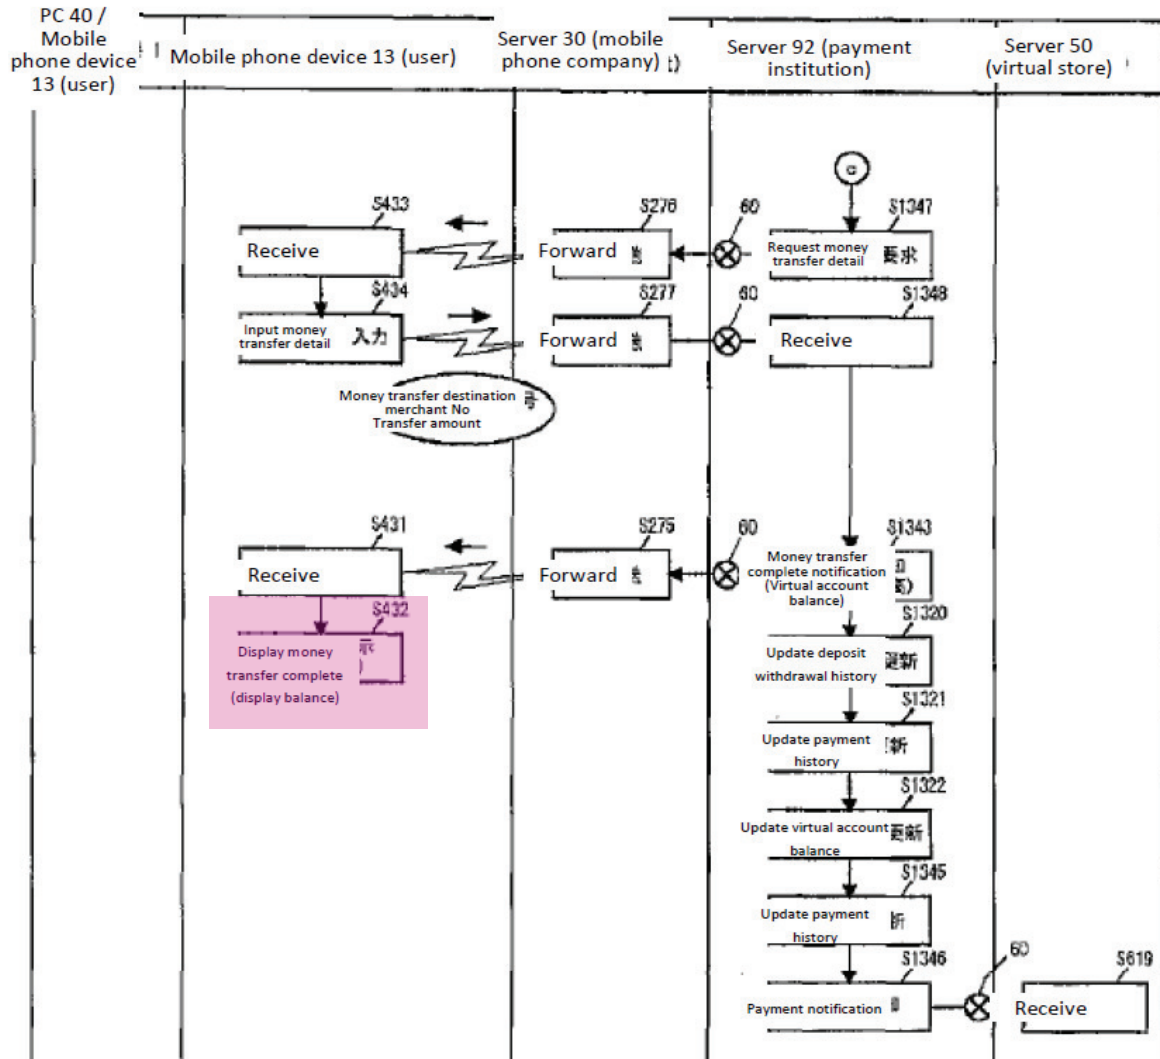 PC 40 /
Mobile
phone device
13 (user)
Mobile phone device 13 (user)
Server 30 (mobile
phone company)
Server 92 (payment
institution)
Server 50
(virtual store)
G
S433
S276
60
S1347
Receive
Forward
Request money
transfer detail
要求
S434
S277
60
S1348
Input money
transfer detail
入力
Forward
Receive
Money transfer destination
merchant No
Transfer amount
S431
S275
60
S1343
Receive
Forward
Money transfer
complete notification
(Virtual account
balance)
S432
S1320
Display money
transfer complete
(display balance)
示
Update deposit
withdrawal history
更新
S1321
Update payment
history
新
S1322
Update virtual account
balance
更新
S1345
Update payment
history
S1346
60
S619
Payment notification
Receive